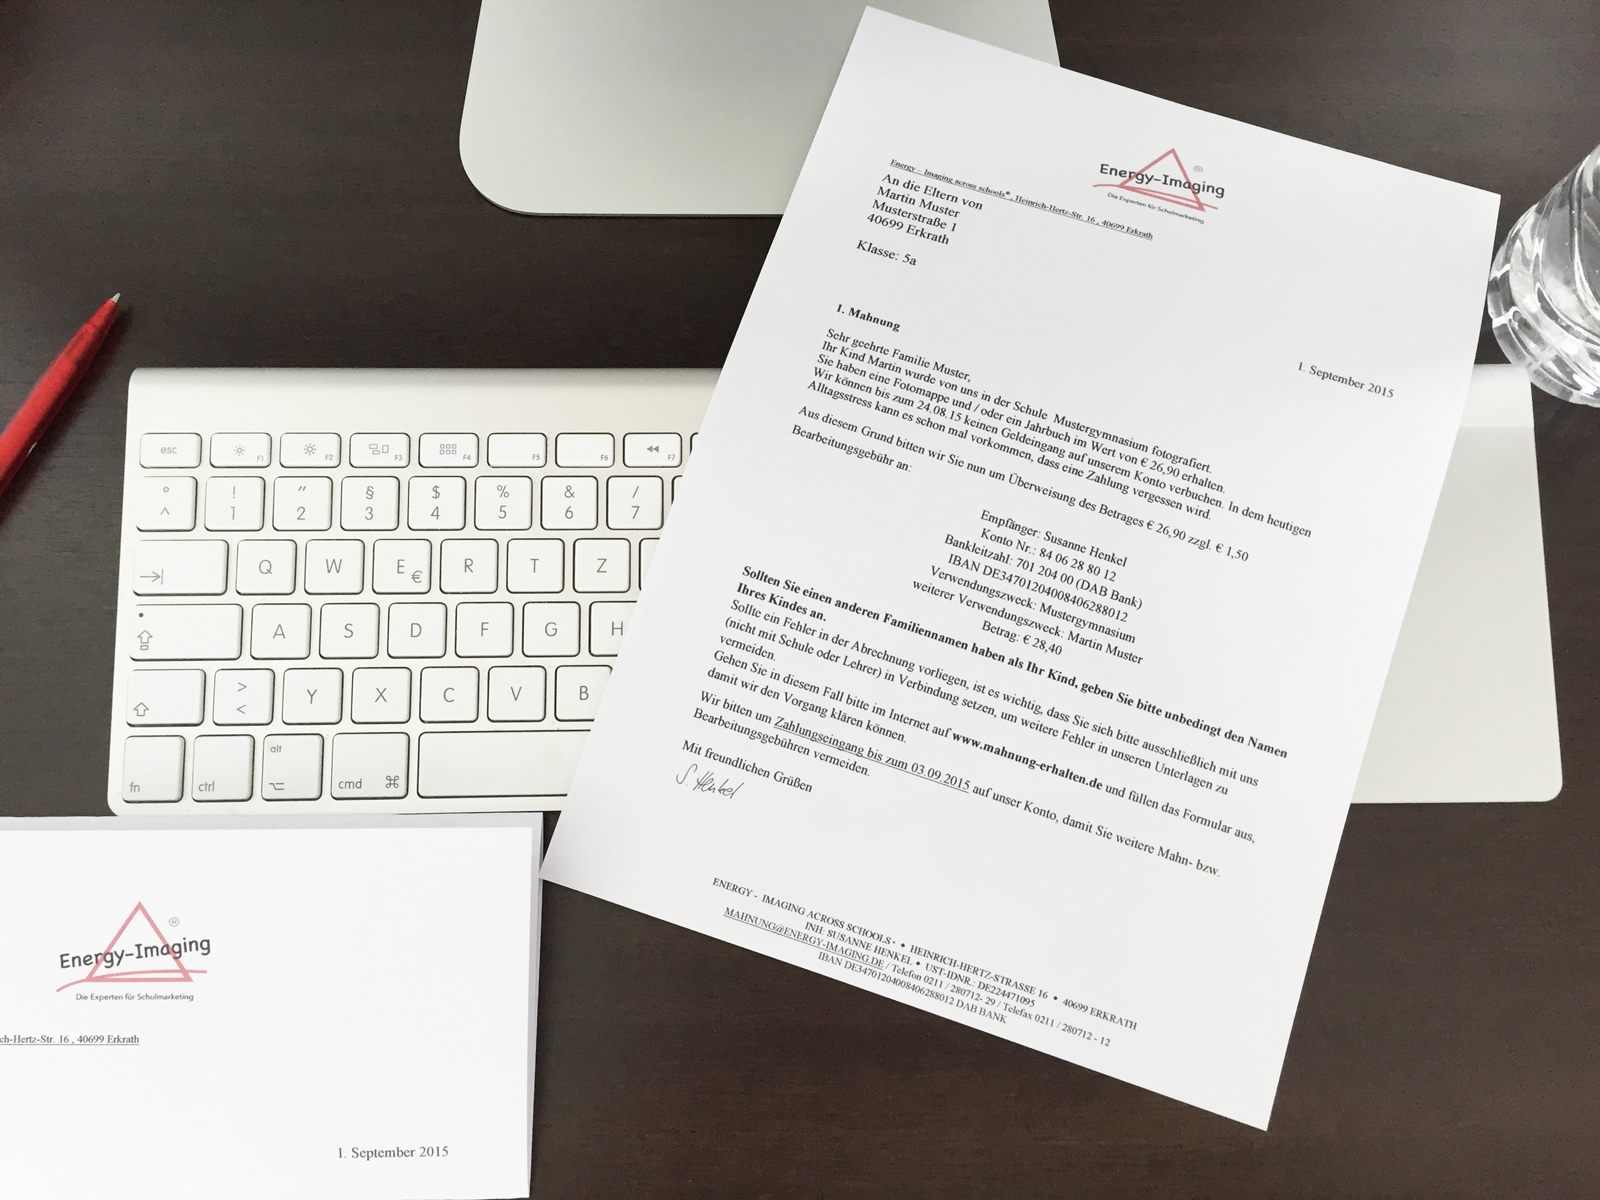 Energy-Imaging
®
Die Experten für Schulmarketing
Energy – Imaging across schools® , Heinrich-Hertz-Str. 16 , 40699 Erkrath
An die Eltern von
Martin Muster
Musterstraße 1
40699 Erkrath
Klasse: 5a
1. September 2015
1. Mahnung
Sehr geehrte Familie Muster,
Ihr Kind Martin wurde von uns in der Schule Mustergymnasium fotografiert.
Sie haben eine Fotomappe und / oder ein Jahrbuch im Wert von € 26,90 erhalten.
Wir können bis zum 24.08.15 keinen Geldeingang auf unserem Konto verbuchen. In dem heutigen
Alltagsstress kann es schon mal vorkommen, dass eine Zahlung vergessen wird.
Aus diesem Grund bitten wir Sie nun um Überweisung des Betrages € 26,90 zzgl. € 1,50
Bearbeitungsgebühr an:
Empfänger: Susanne Henkel
Konto Nr.: 84 06 28 80 12
Bankleitzahl: 701 204 00 (DAB Bank)
IBAN DE34701204008406288012
Verwendungszweck: Mustergymnasium
weiterer Verwendungszweck: Martin Muster
Betrag: € 28,40
Sollten Sie einen anderen Familiennamen haben als Ihr Kind, geben Sie bitte unbedingt den Namen
Ihres Kindes an.
Sollte ein Fehler in der Abrechnung vorliegen, ist es wichtig, dass Sie sich bitte ausschließlich mit uns
(nicht mit Schule oder Lehrer) in Verbindung setzen, um weitere Fehler in unseren Unterlagen zu
vermeiden.
Gehen Sie in diesem Fall bitte im Internet auf www.mahnung-erhalten.de und füllen das Formular aus,
damit wir den Vorgang klären können.
Wir bitten um Zahlungseingang bis zum 03.09.2015 auf unser Konto, damit Sie weitere Mahn- bzw.
Bearbeitungsgebühren vermeiden.
Mit freundlichen Grüßen
S. Henkel
ENERGY - IMAGING ACROSS SCHOOLS - • HEINRICH-HERTZ-STRASSE 16 • 40699 ERKRATH
INH: SUSANNE HENKEL • UST-IDNR.: DE224471095
MAHNUNG@ENERGY-IMAGING.DE / Telefon 0211 / 280712- 29 / Telefax 0211 / 280712 - 12
IBAN DE34701204008406288012 DAB BANK
esc F1 F2 F3 F4 F5 F6 F7
° ! " § $ % & /
^ 1 2 3 4 5 6 7
Q W E € R T Z
A S D F G H
> < Y X C V B
fn ctrl alt ⌥ cmd ⌘
Energy-Imaging
®
Die Experten für Schulmarketing
ch-Hertz-Str. 16 , 40699 Erkrath
1. September 2015